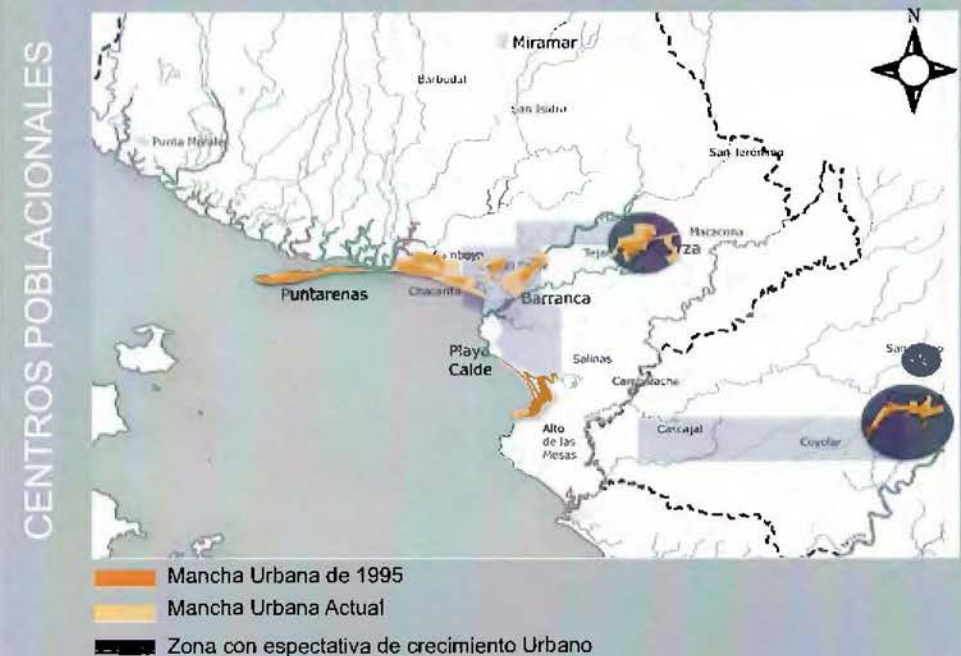 CENTROS POBLACIONALES
N
Miramar
Barbudal
San Isidro
Punta Morales
San Jerónimo
Macacona
Puntarenas
Chacarita
Barranca
Playa
Calde
Salinas
Alto
de las
Mesas
Cascajal
Coyolar
Mancha Urbana de 1995
Mancha Urbana Actual
Zona con espectativa de crecimiento Urbano